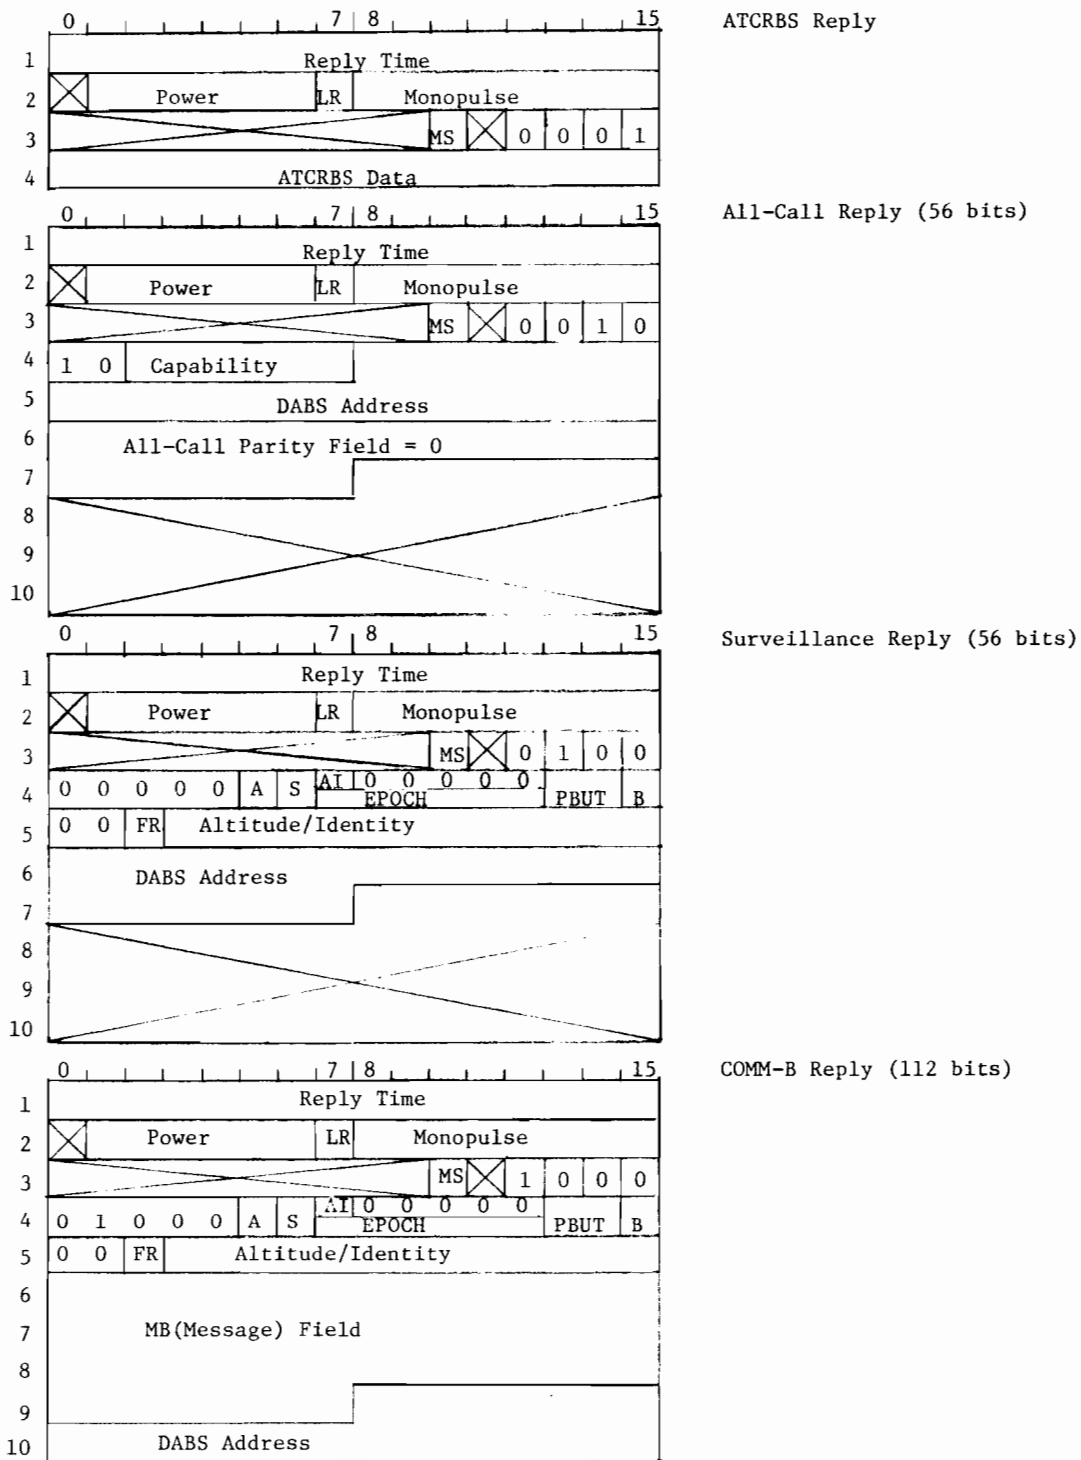 0 7 8 15 ATCRBS Reply
1 Reply Time
2 Power LR Monopulse
3 MS 0 0 0 1
4 ATCRBS Data
0 7 8 15 All-Call Reply (56 bits)
1 Reply Time
2 Power LR Monopulse
3 MS 0 0 1 0
4 1 0 Capability
5 DABS Address
6 All-Call Parity Field = 0
7
8
9
10
0 7 8 15 Surveillance Reply (56 bits)
1 Reply Time
2 Power LR Monopulse
3 MS 0 1 0 0
AI 0 0 0 0 0
4 0 0 0 0 0 A S EPOCH PBUT B
5 0 0 FR Altitude/Identity
6 DABS Address
7
8
9
10
0 7 8 15 COMM-B Reply (112 bits)
1 Reply Time
2 Power LR Monopulse
3 MS 1 0 0 0
AI 0 0 0 0 0
4 0 1 0 0 0 A S EPOCH PBUT B
5 0 0 FR Altitude/Identity
6
7 MB(Message) Field
8
9
10 DABS Address